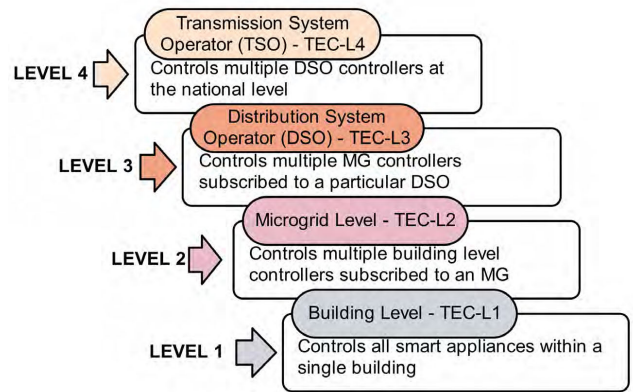 Transmission System
Operator (TSO) - TEC-L4
LEVEL 4
Controls multiple DSO controllers at
the national level
Distribution System
Operator (DSO) - TEC-L3
LEVEL 3
Controls multiple MG controllers
subscribed to a particular DSO
Microgrid Level - TEC-L2
LEVEL 2
Controls multiple building level
controllers subscribed to an MG
Building Level - TEC-L1
LEVEL 1
Controls all smart appliances within a
single building